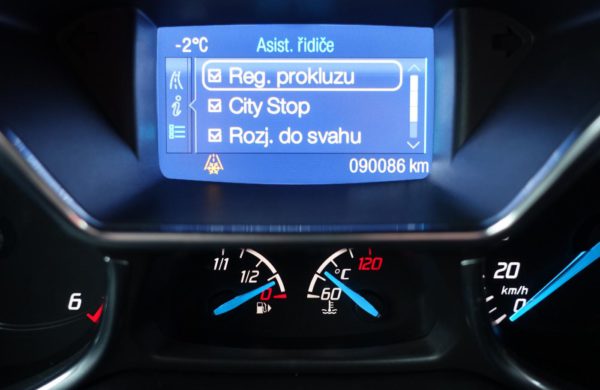 -2°C Asist. řidiče
Reg. prokluzu
City Stop
Rozj. do svahu
090086 km
1/1 1/2 0
60 °C 120
6
20
km/h
0